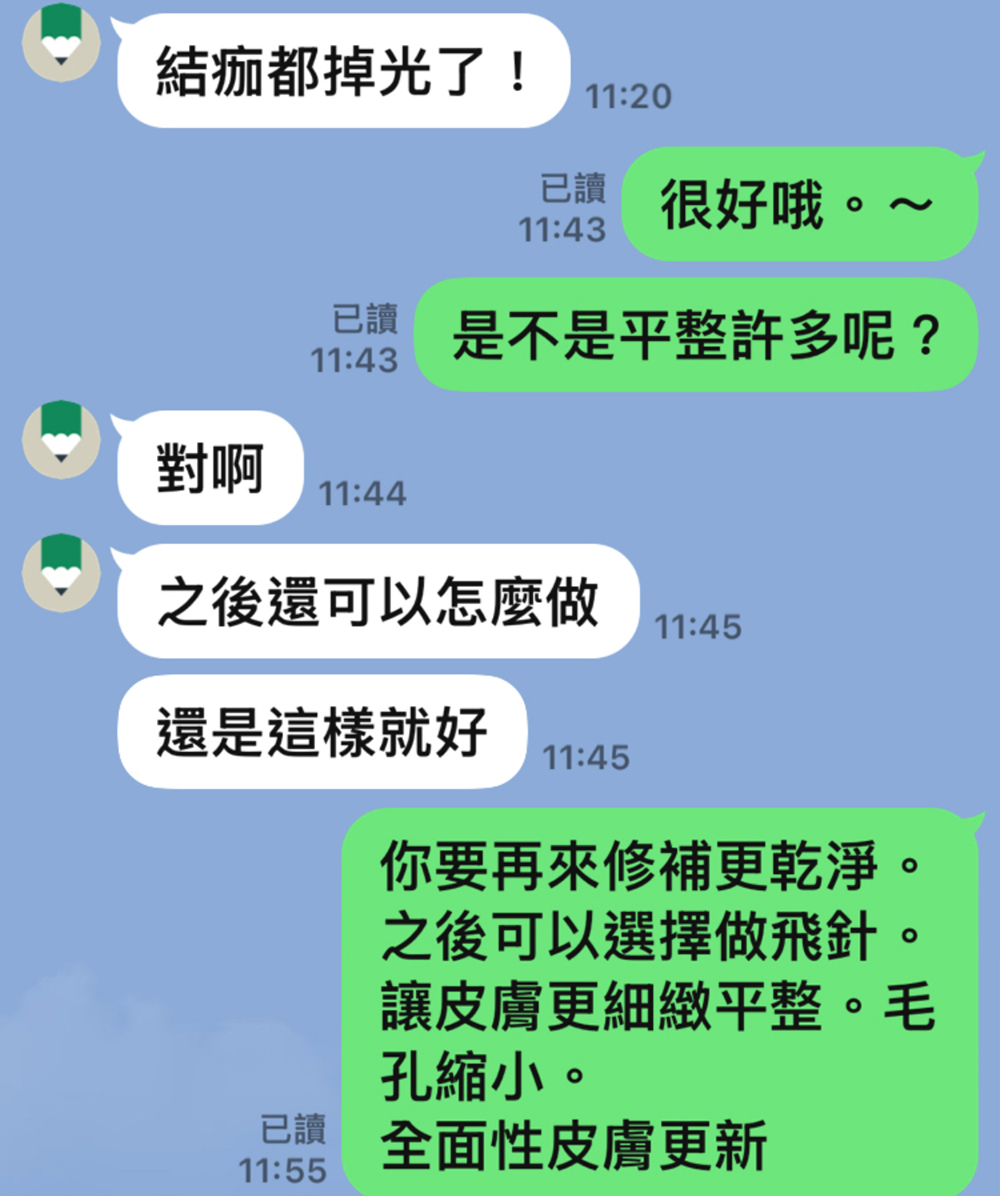 結痂都掉光了！
11:20
已讀
11:43
很好哦。～
已讀
11:43
是不是平整許多呢？
對啊
11:44
之後還可以怎麼做
11:45
還是這樣就好
11:45
你要再來修補更乾淨。
之後可以選擇做飛針。
讓皮膚更細緻平整。毛
孔縮小。
全面性皮膚更新
已讀
11:55